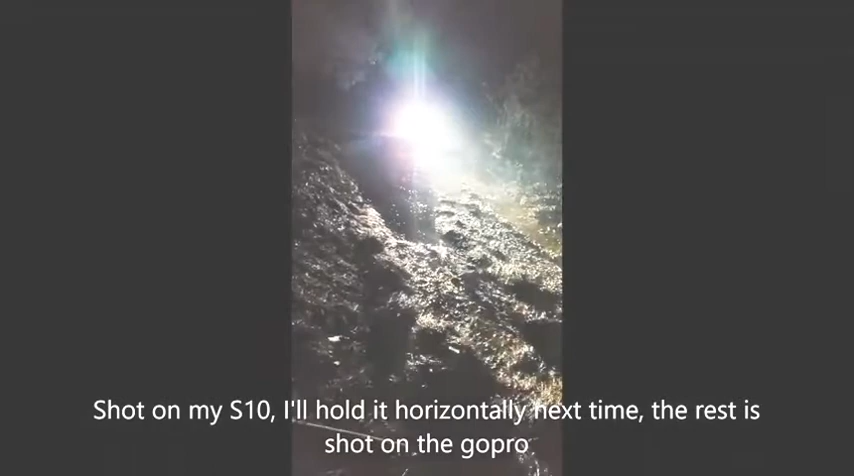 Shot on my S10, I'll hold it horizontally next time, the rest is
shot on the gopro